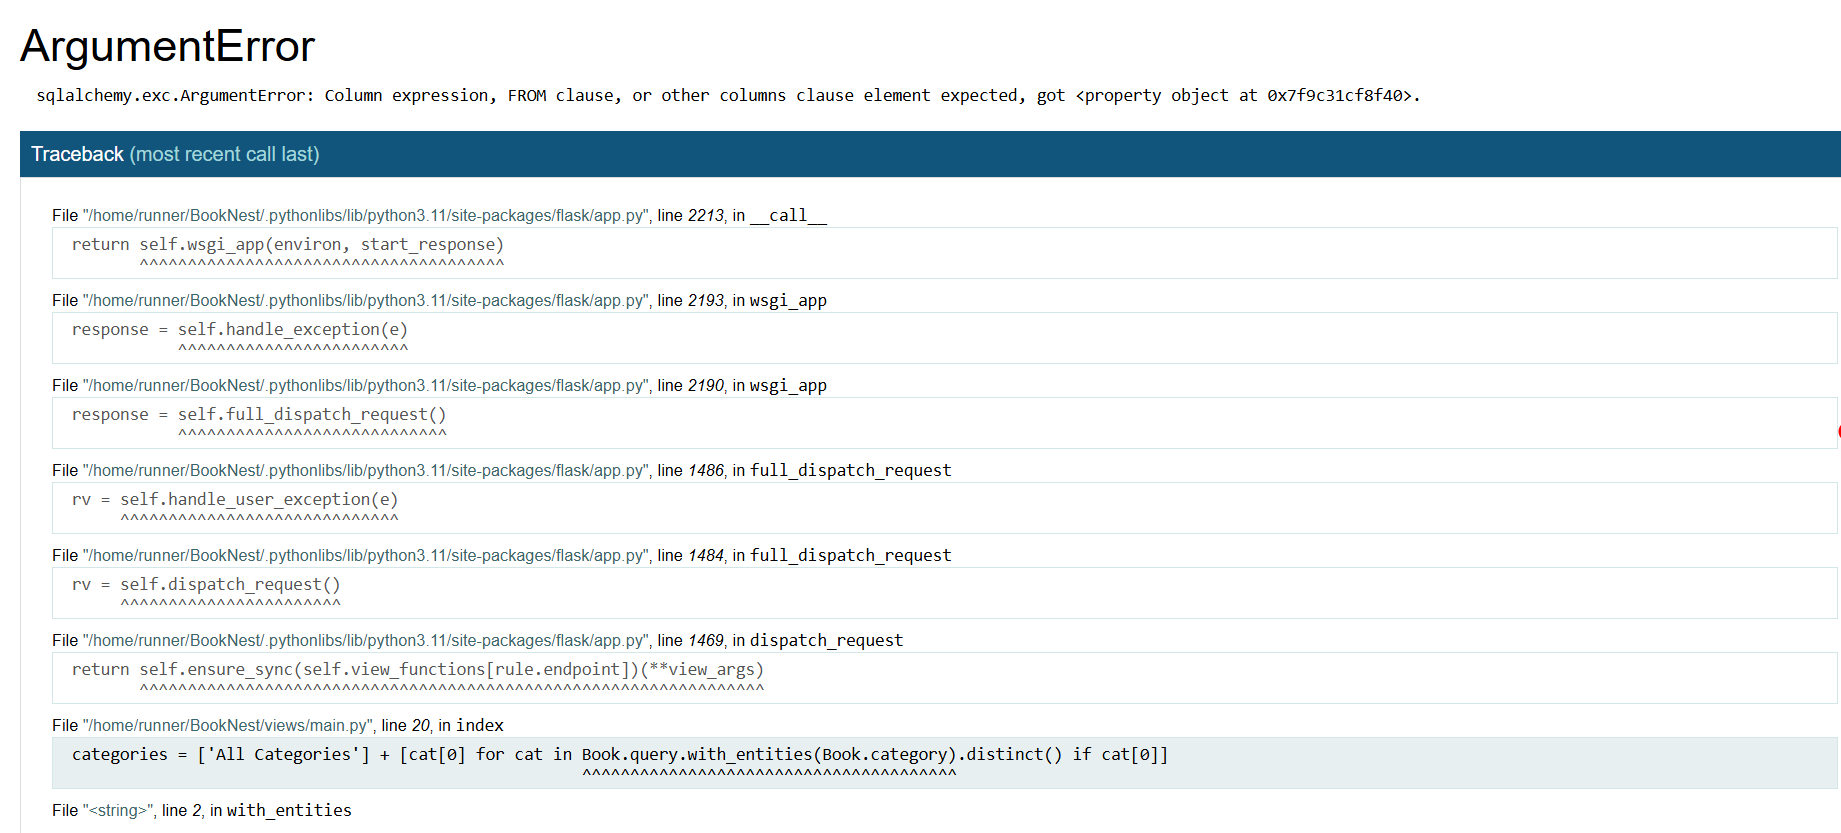 ArgumentError
sqlalchemy.exc.ArgumentError: Column expression, FROM clause, or other columns clause element expected, got <property object at 0x7f9c31cf8f40>.
Traceback (most recent call last)
File "/home/runner/BookNest/.pythonlibs/lib/python3.11/site-packages/flask/app.py", line 2213, in __call__
return self.wsgi_app(environ, start_response)
^^^^^^^^^^^^^^^^^^^^^^^^^^^^^^^^^^^^^^
File "/home/runner/BookNest/.pythonlibs/lib/python3.11/site-packages/flask/app.py", line 2193, in wsgi_app
response = self.handle_exception(e)
^^^^^^^^^^^^^^^^^^^^^^^^
File "/home/runner/BookNest/.pythonlibs/lib/python3.11/site-packages/flask/app.py", line 2190, in wsgi_app
response = self.full_dispatch_request()
^^^^^^^^^^^^^^^^^^^^^^^^^^^^
File "/home/runner/BookNest/.pythonlibs/lib/python3.11/site-packages/flask/app.py", line 1486, in full_dispatch_request
rv = self.handle_user_exception(e)
^^^^^^^^^^^^^^^^^^^^^^^^^^^^^
File "/home/runner/BookNest/.pythonlibs/lib/python3.11/site-packages/flask/app.py", line 1484, in full_dispatch_request
rv = self.dispatch_request()
^^^^^^^^^^^^^^^^^^^^^^^
File "/home/runner/BookNest/.pythonlibs/lib/python3.11/site-packages/flask/app.py", line 1469, in dispatch_request
return self.ensure_sync(self.view_functions[rule.endpoint])(**view_args)
^^^^^^^^^^^^^^^^^^^^^^^^^^^^^^^^^^^^^^^^^^^^^^^^^^^^^^^^^^^^^^^^^
File "/home/runner/BookNest/views/main.py", line 20, in index
categories = ['All Categories'] + [cat[0] for cat in Book.query.with_entities(Book.category).distinct() if cat[0]]
^^^^^^^^^^^^^^^^^^^^^^^^^^^^^^^^^^^^^^^
File "<string>", line 2, in with_entities